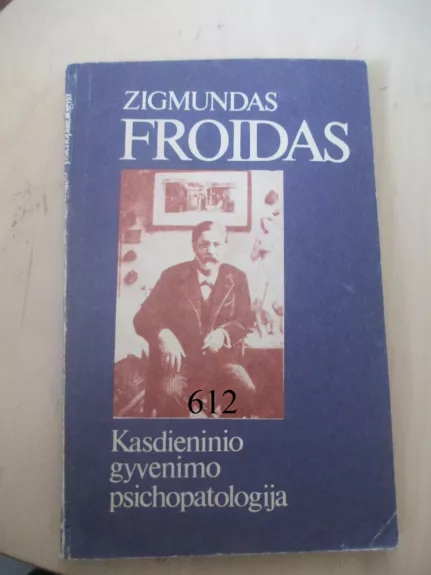 ZIGMUNDAS
FROIDAS
612
Kasdieninio
gyvenimo
psichopatologija